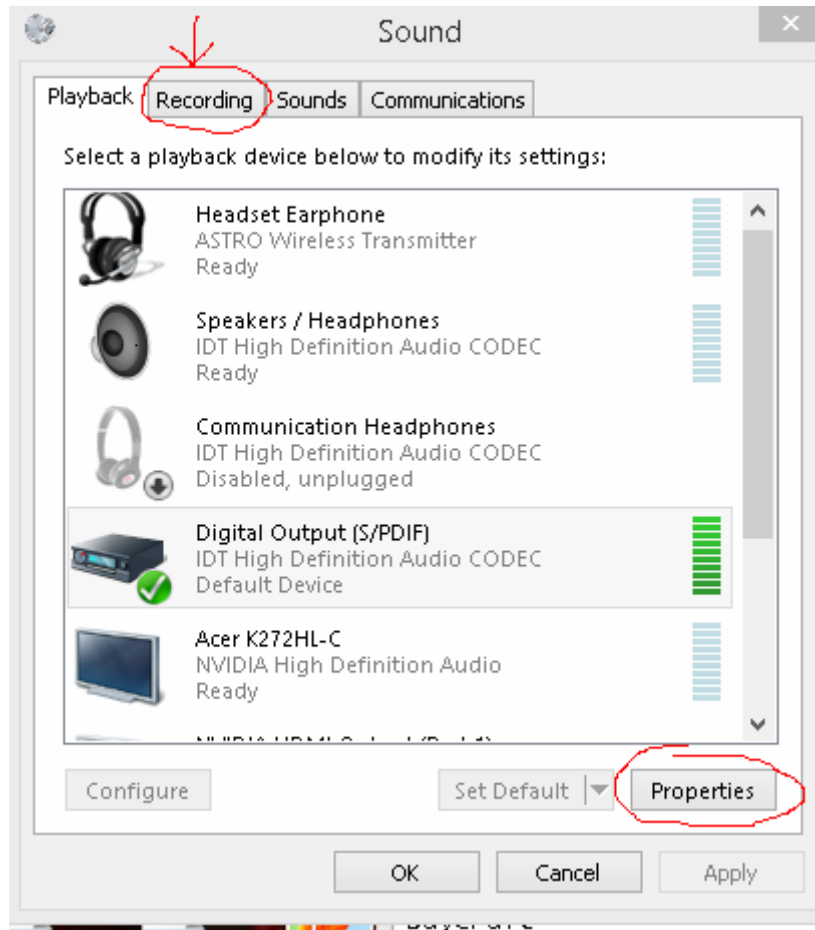 Sound
Playback Recording Sounds Communications
Select a playback device below to modify its settings:
Headset Earphone
ASTRO Wireless Transmitter
Ready
Speakers / Headphones
IDT High Definition Audio CODEC
Ready
Communication Headphones
IDT High Definition Audio CODEC
Disabled, unplugged
Digital Output (S/PDIF)
IDT High Definition Audio CODEC
Default Device
Acer K272HL-C
NVIDIA High Definition Audio
Ready
Configure Set Default Properties
OK Cancel Apply